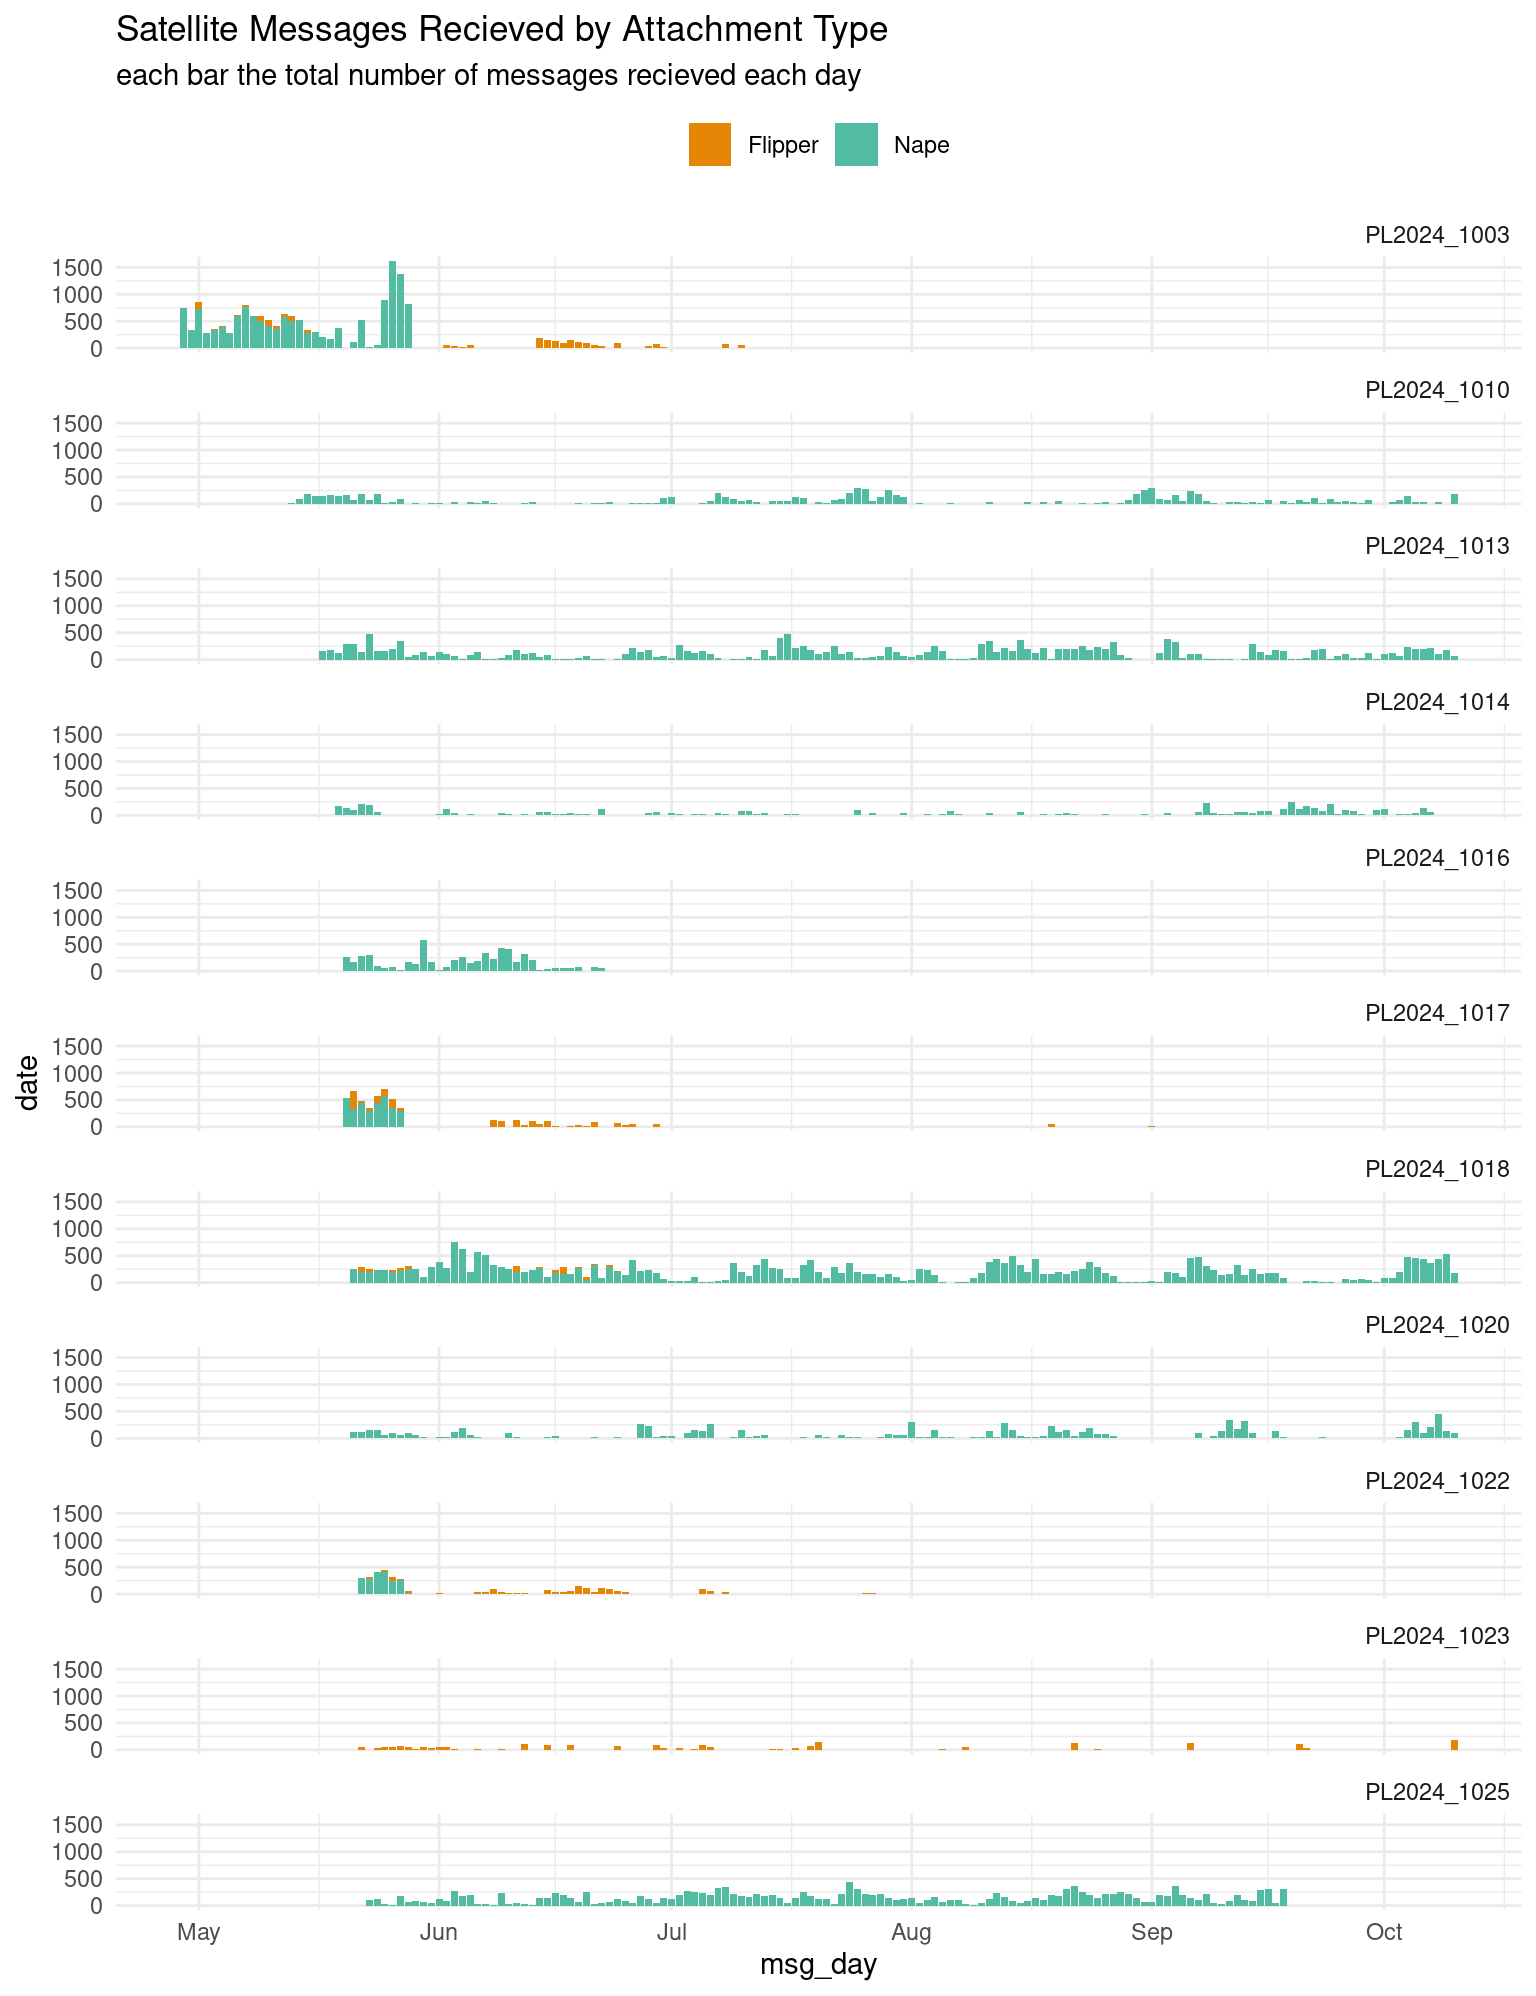 Satellite Messages Recieved by Attachment Type
each bar the total number of messages recieved each day
Flipper Nape
PL2024_1003
1500
1000
500
0
PL2024_1010
1500
1000
500
0
PL2024_1013
1500
1000
500
0
PL2024_1014
1500
1000
500
0
PL2024_1016
1500
1000
500
0
PL2024_1017
1500
1000
500
0
date
PL2024_1018
1500
1000
500
0
PL2024_1020
1500
1000
500
0
PL2024_1022
1500
1000
500
0
PL2024_1023
1500
1000
500
0
PL2024_1025
1500
1000
500
0
May Jun Jul Aug Sep Oct
msg_day